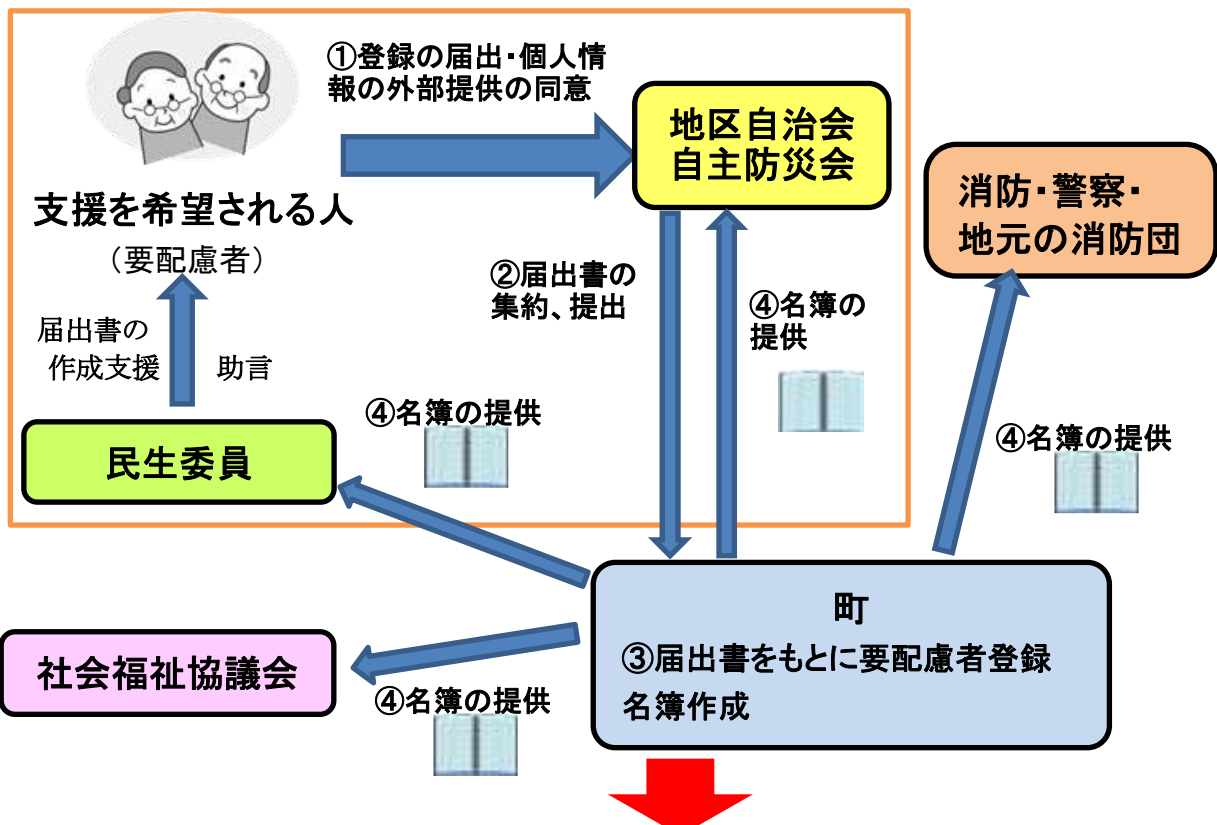 ①登録の届出・個人情
報の外部提供の同意
地区自治会
自主防災会
消防・警察・
地元の消防団
支援を希望される人
（要配慮者）
②届出書の
集約、提出
④名簿の
提供
届出書の
作成支援
助言
④名簿の提供
民生委員
④名簿の提供
町
③届出書をもとに要配慮者登録
名簿作成
社会福祉協議会
④名簿の提供